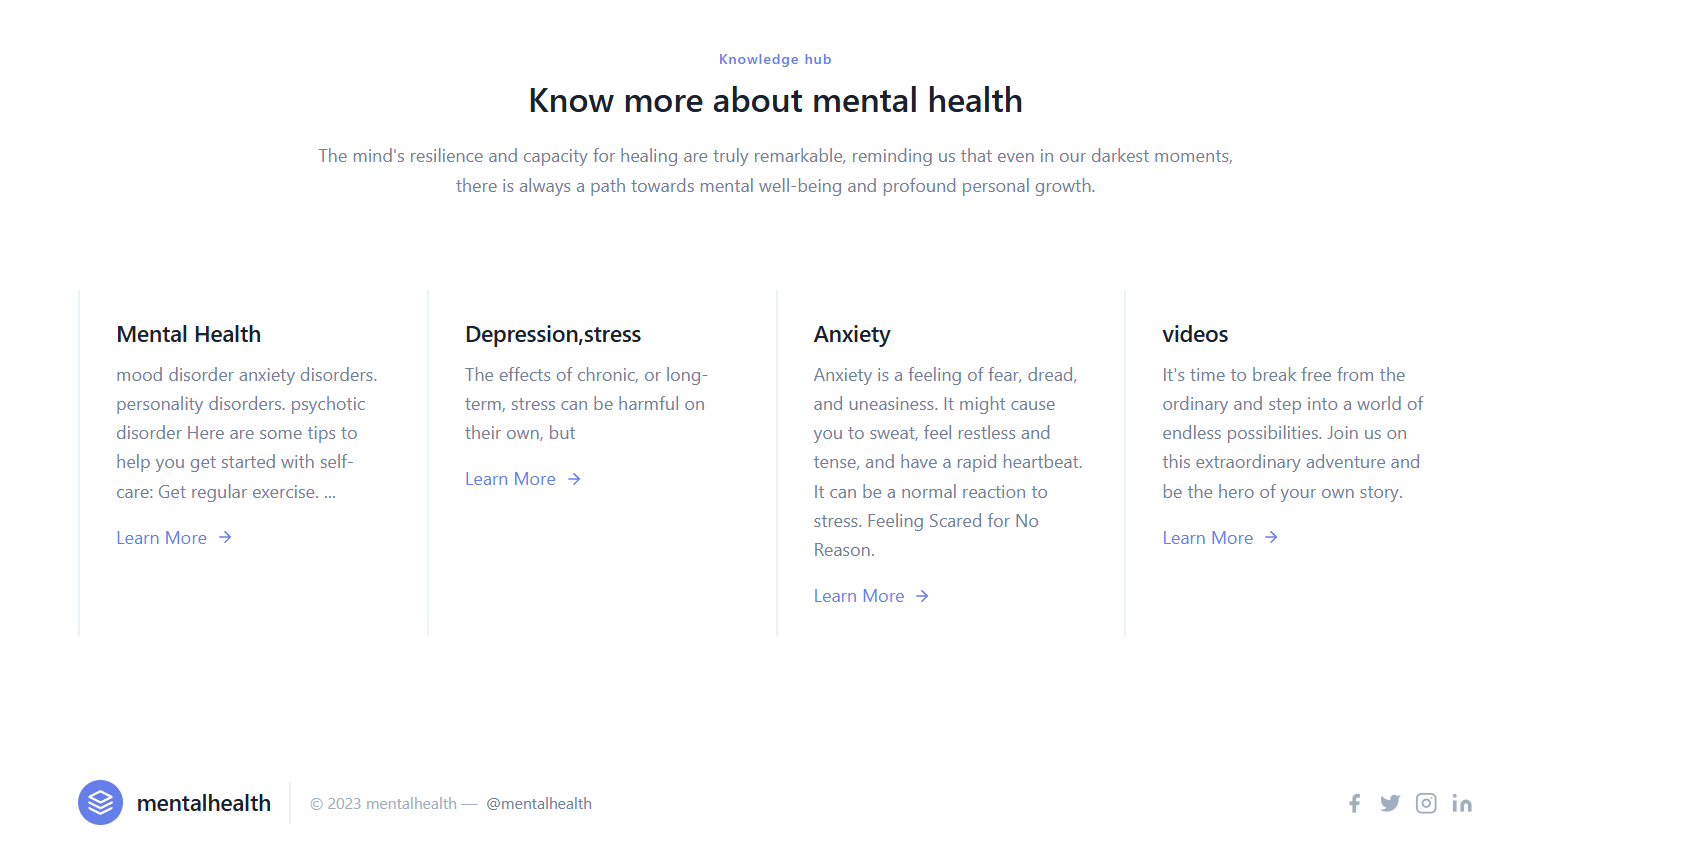 Knowledge hub
Know more about mental health
The mind's resilience and capacity for healing are truly remarkable, reminding us that even in our darkest moments,
there is always a path towards mental well-being and profound personal growth.
Mental Health
mood disorder anxiety disorders.
personality disorders. psychotic
disorder Here are some tips to
help you get started with self-
care: Get regular exercise. ...
Learn More
Depression,stress
The effects of chronic, or long-
term, stress can be harmful on
their own, but
Learn More
Anxiety
Anxiety is a feeling of fear, dread,
and uneasiness. It might cause
you to sweat, feel restless and
tense, and have a rapid heartbeat.
It can be a normal reaction to
stress. Feeling Scared for No
Reason.
Learn More
videos
It's time to break free from the
ordinary and step into a world of
endless possibilities. Join us on
this extraordinary adventure and
be the hero of your own story.
Learn More
mentalhealth
© 2023 mentalhealth — @mentalhealth